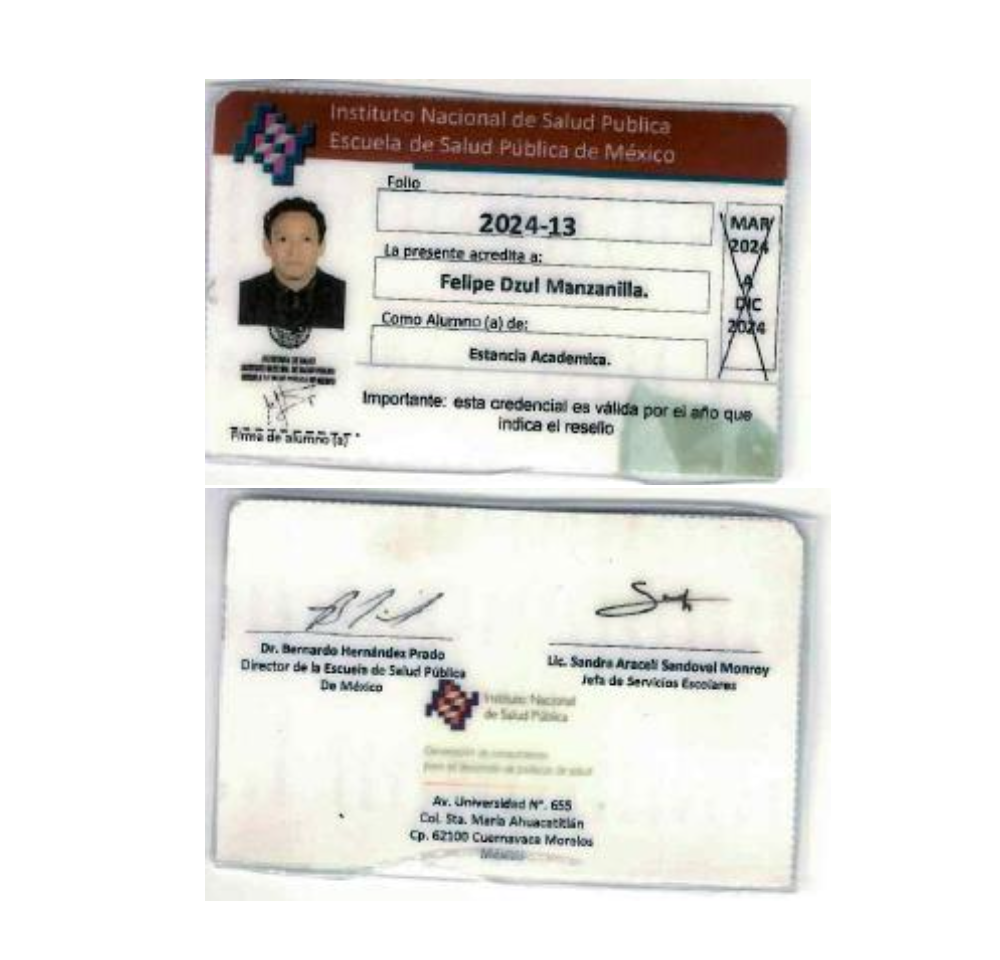 Instituto Nacional de Salud Publica
Escuela de Salud Pública de México
Folio
2024-13
La presente acredita a:
Felipe Dzul Manzanilla.
Como Alumno (a) de:
Estancia Academica.
MAR
2024
A
DIC
2024
Importante: esta credencial es válida por el año que
indica el resello
Firma de alumno (a)
Dr. Bernardo Hernández Prado
Director de la Escuela de Salud Pública
De México
Lic. Sandra Araceli Sandoval Monroy
Jefa de Servicios Escolares
Instituto Nacional
de Salud Pública
Av. Universidad N°. 655
Col. Sta. María Ahuacatitlán
Cp. 62100 Cuernavaca Morelos
México